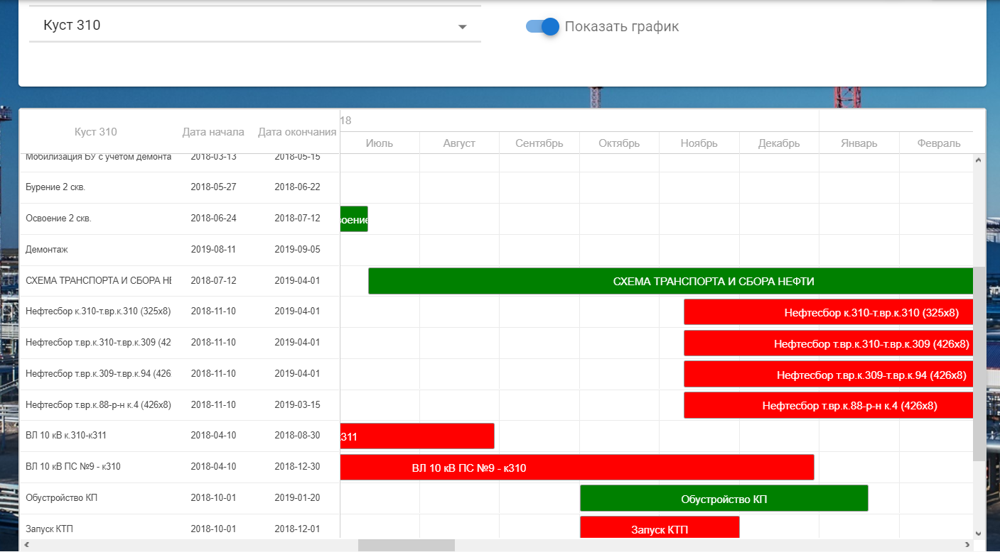 Куст 310
Показать график
Куст 310 Дата начала Дата окончания 18
Июль Август Сентябрь Октябрь Ноябрь Декабрь Январь Февраль
Мобилизация БУ с учетом демонта 2018-03-13 2018-05-15
Бурение 2 скв. 2018-05-27 2018-06-22
Освоение 2 скв. 2018-06-24 2018-07-12 воение
Демонтаж 2019-08-11 2019-09-05
СХЕМА ТРАНСПОРТА И СБОРА НЕ 2018-07-12 2019-04-01 СХЕМА ТРАНСПОРТА И СБОРА НЕФТИ
Нефтесбор к.310-т.вр.к.310 (325х8) 2018-11-10 2019-04-01 Нефтесбор к.310-т.вр.к.310 (325х8)
Нефтесбор т.вр.к.310-т.вр.к.309 (42 2018-11-10 2019-04-01 Нефтесбор т.вр.к.310-т.вр.к.309 (426х8)
Нефтесбор т.вр.к.309-т.вр.к.94 (426 2018-11-10 2019-04-01 Нефтесбор т.вр.к.309-т.вр.к.94 (426х8)
Нефтесбор т.вр.к.88-р-н к.4 (426х8) 2018-11-10 2019-03-15 Нефтесбор т.вр.к.88-р-н к.4 (426х8)
ВЛ 10 кВ к.310-к311 2018-04-10 2018-08-30 к311
ВЛ 10 кВ ПС №9 - к310 2018-04-10 2018-12-30 ВЛ 10 кВ ПС №9 - к310
Обустройство КП 2018-10-01 2019-01-20 Обустройство КП
Запуск КТП 2018-10-01 2018-12-01 Запуск КТП